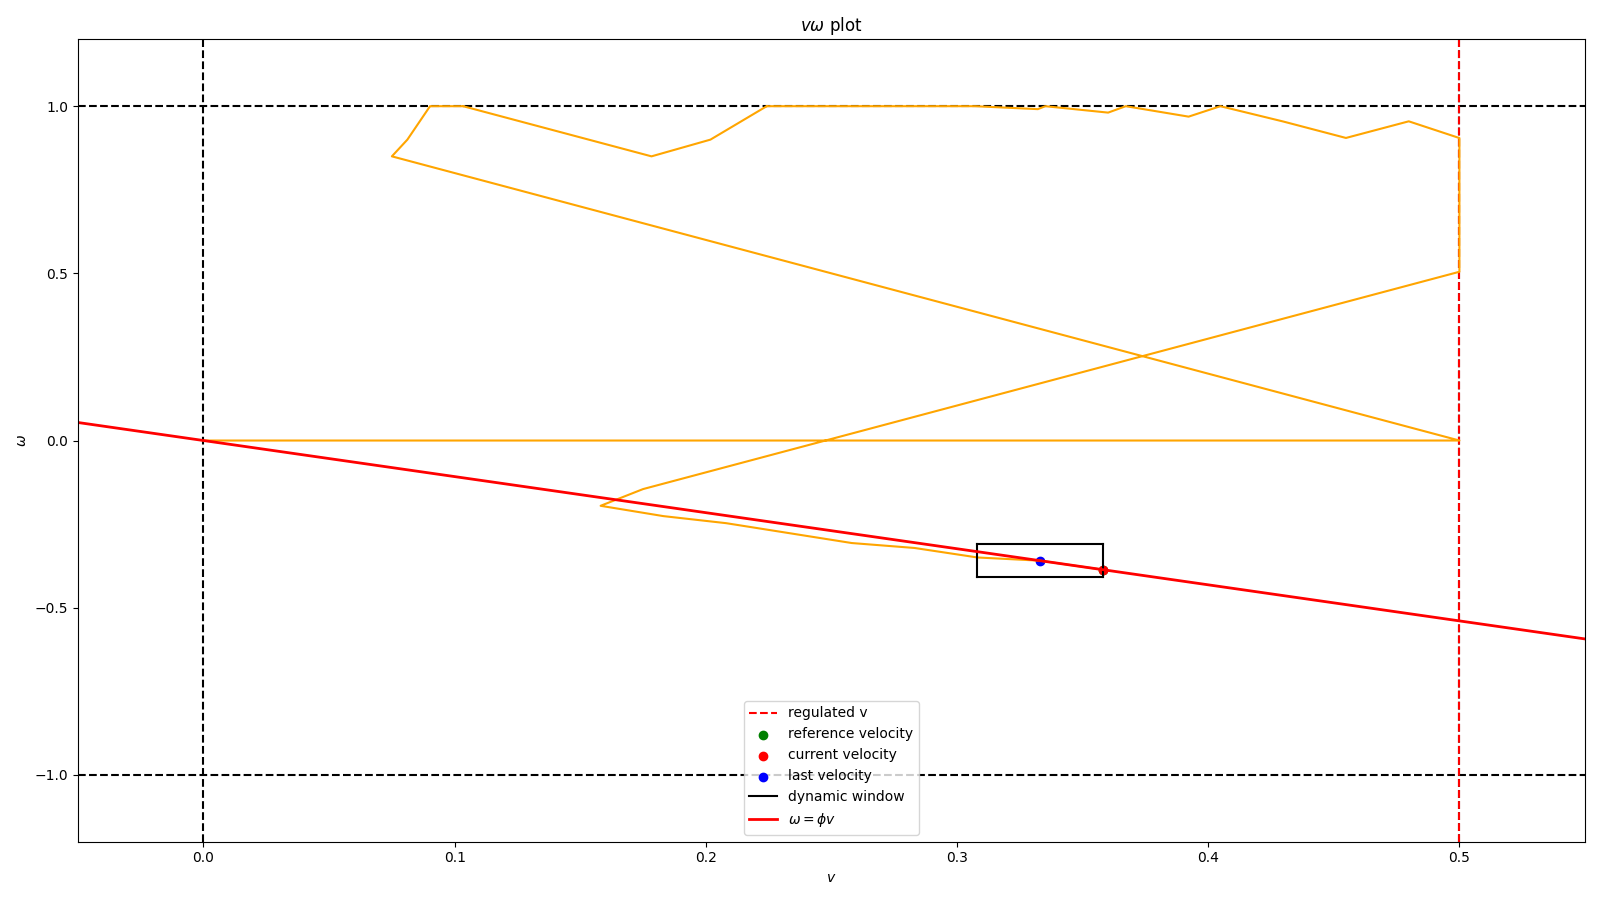 vω plot
1.0
0.5
0.0
−0.5
−1.0
ω
0.0 0.1 0.2 0.3 0.4 0.5
v
regulated v
reference velocity
current velocity
last velocity
dynamic window
ω = ϕv